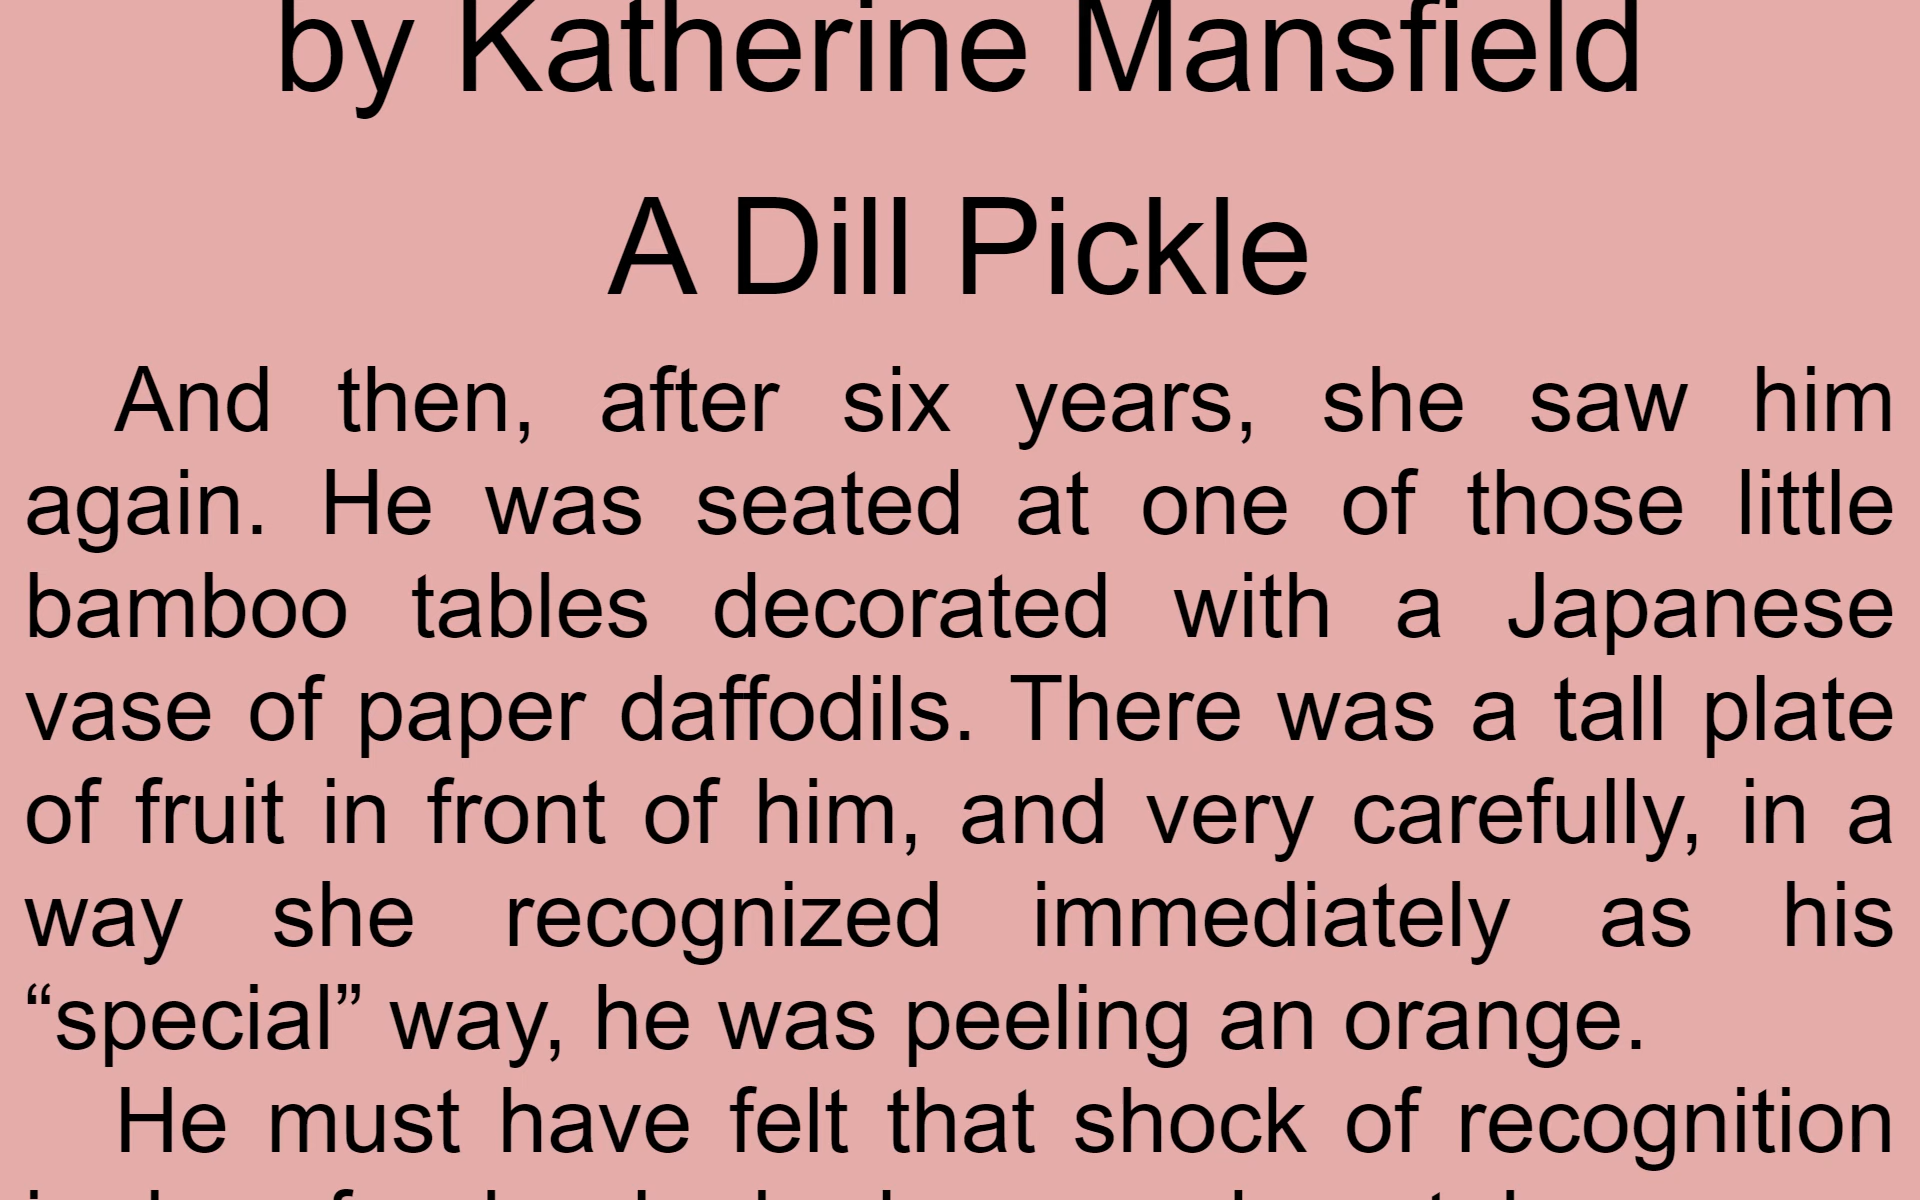 by Katherine Mansfield
A Dill Pickle
And then, after six years, she saw him
again. He was seated at one of those little
bamboo tables decorated with a Japanese
vase of paper daffodils. There was a tall plate
of fruit in front of him, and very carefully, in a
way she recognized immediately as his
“special” way, he was peeling an orange.
He must have felt that shock of recognition